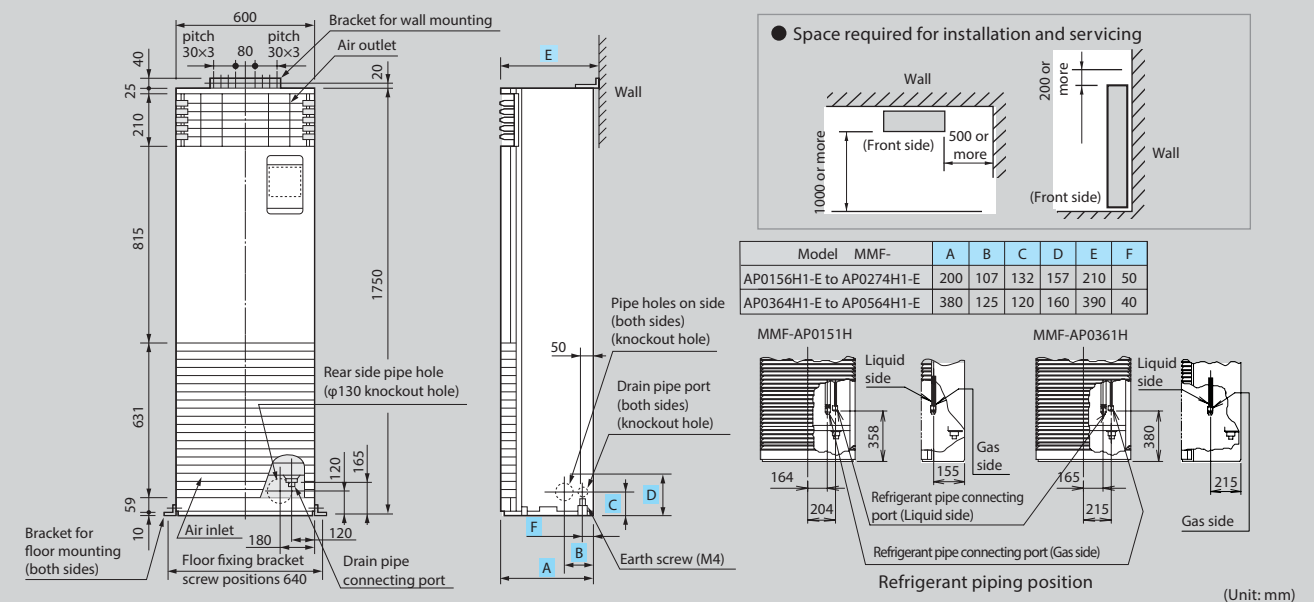 600
Bracket for wall mounting
pitch
30×3
80
pitch
30×3
Air outlet
40
20
25
210
815
1750
631
59
10
Rear side pipe hole
(φ130 knockout hole)
120
165
Air inlet
180
120
Bracket for
floor mounting
(both sides)
Floor fixing bracket
screw positions 640
Drain pipe
connecting port
E
Wall
Pipe holes on side
(both sides)
(knockout hole)
50
Drain pipe port
(both sides)
(knockout hole)
D
C
F
B
A
Earth screw (M4)
● Space required for installation and servicing
Wall
(Front side)
500 or
more
1000 or more
200 or
more
Wall
(Front side)
Model MMF- A B C D E F
AP0156H1-E to AP0274H1-E 200 107 132 157 210 50
AP0364H1-E to AP0564H1-E 380 125 120 160 390 40
MMF-AP0151H
Liquid
side
358
Gas
side
155
164
204
MMF-AP0361H
Liquid
side
380
165
215
215
Gas side
Refrigerant pipe connecting
port (Liquid side)
Refrigerant pipe connecting port (Gas side)
Refrigerant piping position
(Unit: mm)